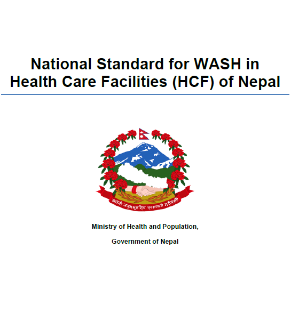 National Standard for WASH in
Health Care Facilities (HCF) of Nepal
Ministry of Health and Population,
Government of Nepal